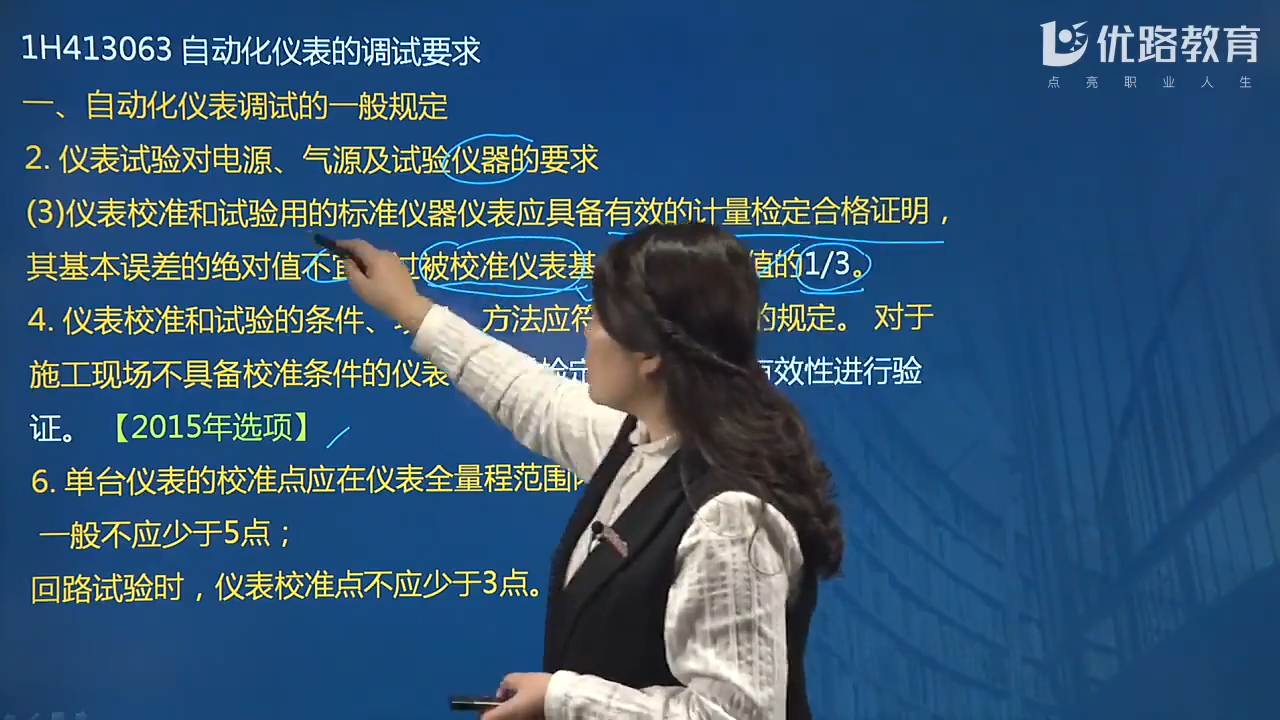 1H413063 自动化仪表的调试要求
优路教育
点亮职业人生
一、自动化仪表调试的一般规定
2. 仪表试验对电源、气源及试验仪器的要求
(3)仪表校准和试验用的标准仪器仪表应具备有效的计量检定合格证明，
其基本误差的绝对值不宜 过被校准仪表基 值的1/3。
4. 仪表校准和试验的条件、 方法应符 的规定。 对于
施工现场不具备校准条件的仪表 检定 有效性进行验
证。 【2015年选项】
6. 单台仪表的校准点应在仪表全量程范围
一般不应少于5点；
回路试验时，仪表校准点不应少于3点。